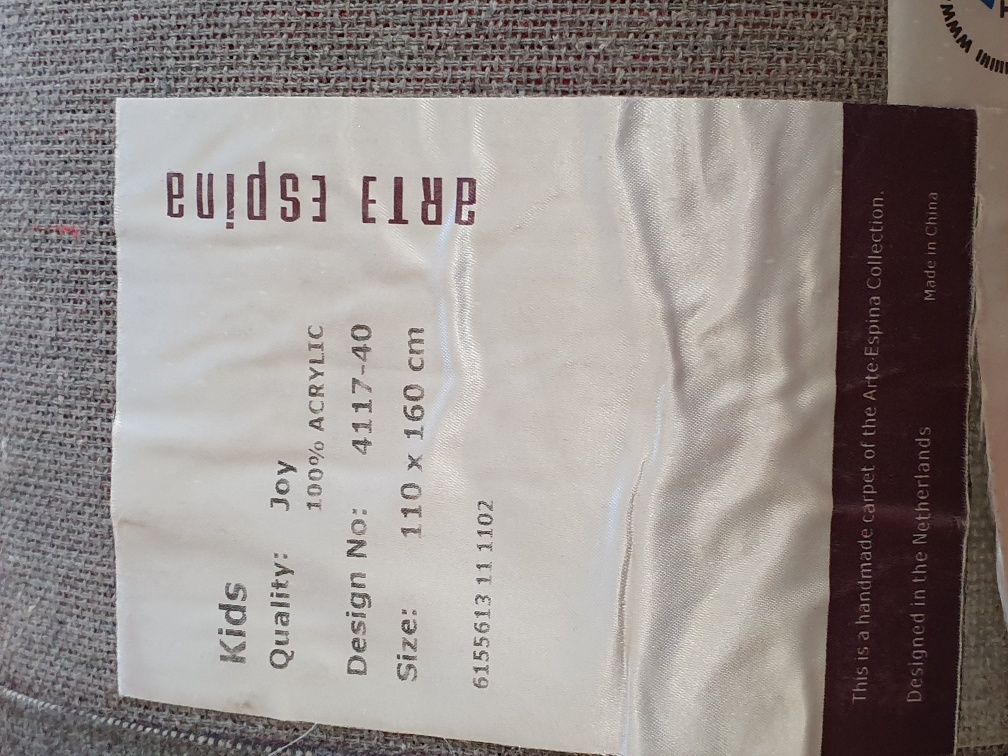 Kids
Quality: Joy
100% ACRYLIC
Design No: 4117-40
Size: 110 x 160 cm
6155613 11 1102
ARTE Espina
This is a handmade carpet of the Arte Espina Collection.
Designed in the Netherlands
Made in China
www